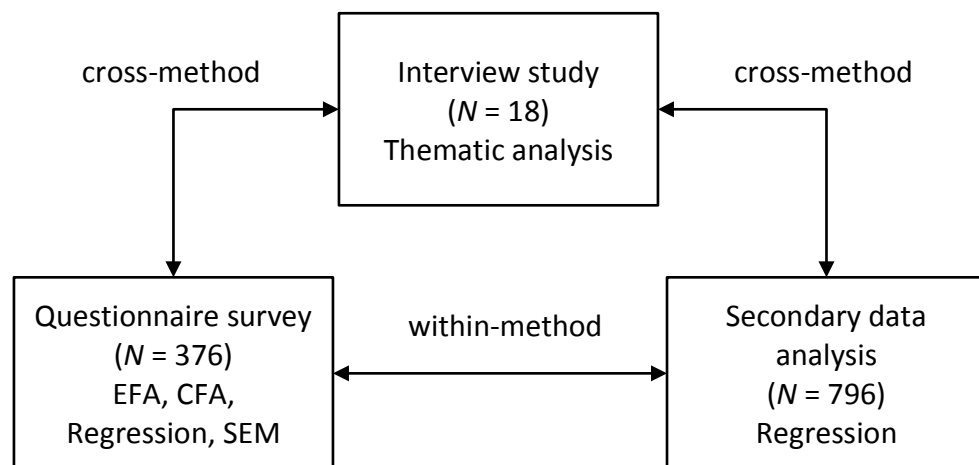 cross-method
Interview study
(N = 18)
Thematic analysis
cross-method
Questionnaire survey
(N = 376)
EFA, CFA,
Regression, SEM
within-method
Secondary data
analysis
(N = 796)
Regression